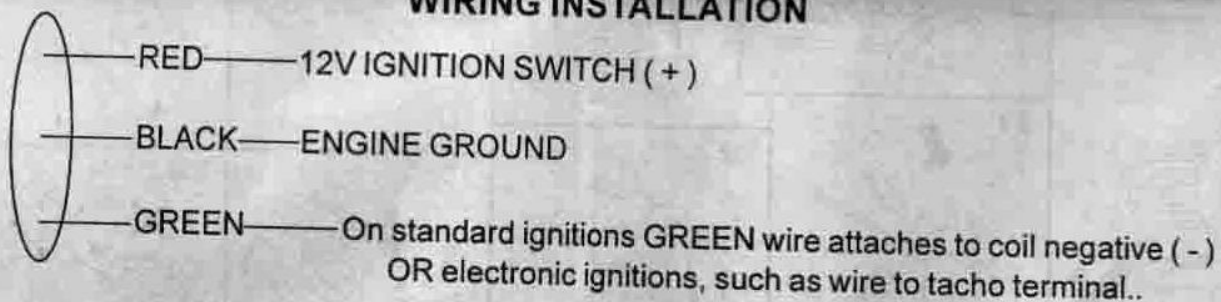 WIRING INSTALLATION
RED 12V IGNITION SWITCH ( + )
BLACK ENGINE GROUND
GREEN On standard ignitions GREEN wire attaches to coil negative ( - )
OR electronic ignitions, such as wire to tacho terminal..